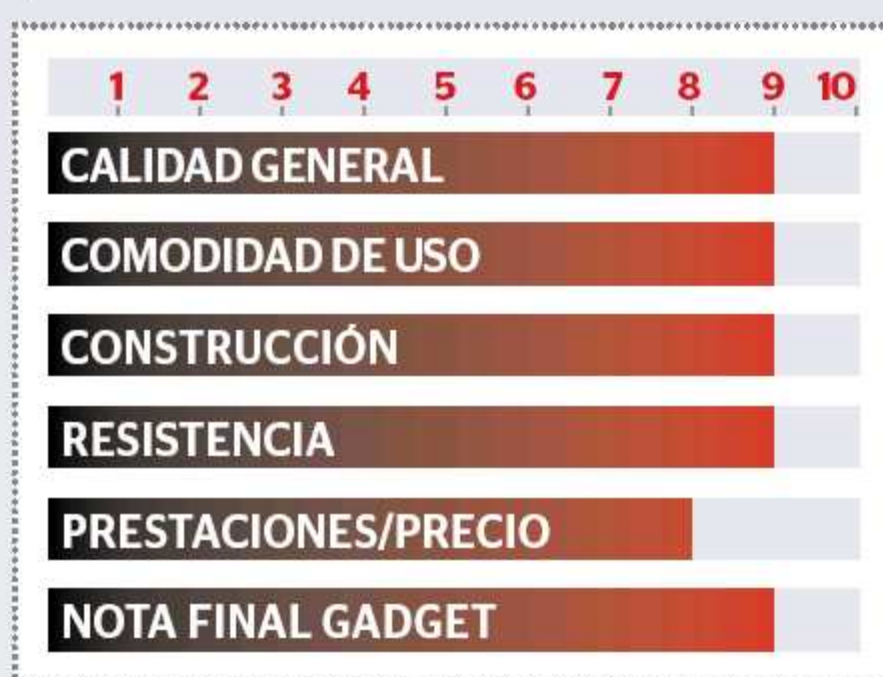 1 2 3 4 5 6 7 8 9 10
CALIDAD GENERAL
COMODIDAD DE USO
CONSTRUCCIÓN
RESISTENCIA
PRESTACIONES/PRECIO
NOTA FINAL GADGET